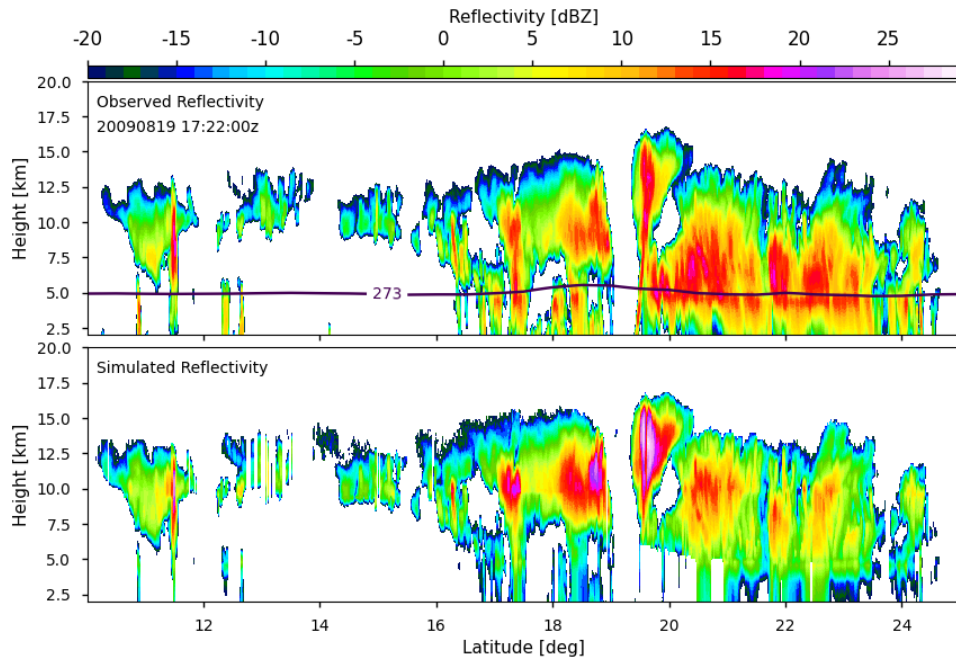 Reflectivity [dBZ]
-20 -15 -10 -5 0 5 10 15 20 25
20.0
Observed Reflectivity
20090819 17:22:00z
17.5
15.0
12.5
Height [km]
10.0
7.5
5.0
273
2.5
20.0
Simulated Reflectivity
17.5
15.0
12.5
Height [km]
10.0
7.5
5.0
2.5
12 14 16 18 20 22 24
Latitude [deg]